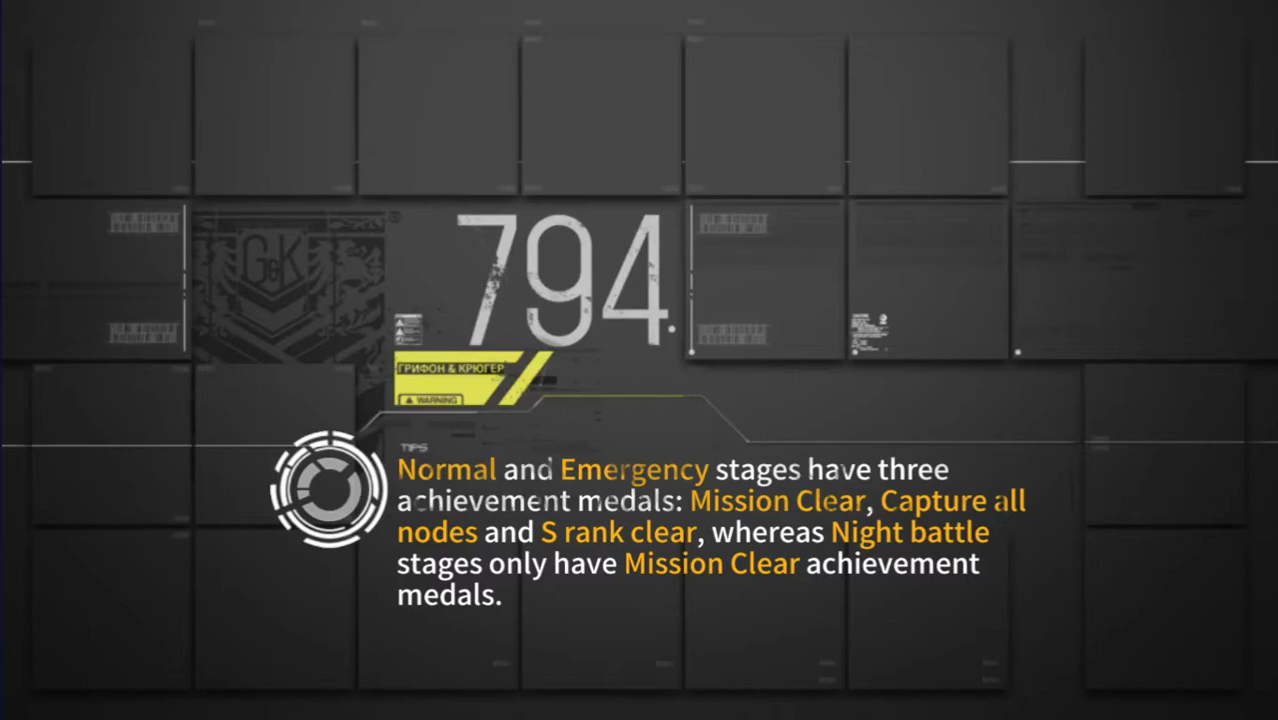 G&K
794.
ГРИФОН & КРЮГЕР
WARNING
TIPS
Normal and Emergency stages have three
achievement medals: Mission Clear, Capture all
nodes and S rank clear, whereas Night battle
stages only have Mission Clear achievement
medals.